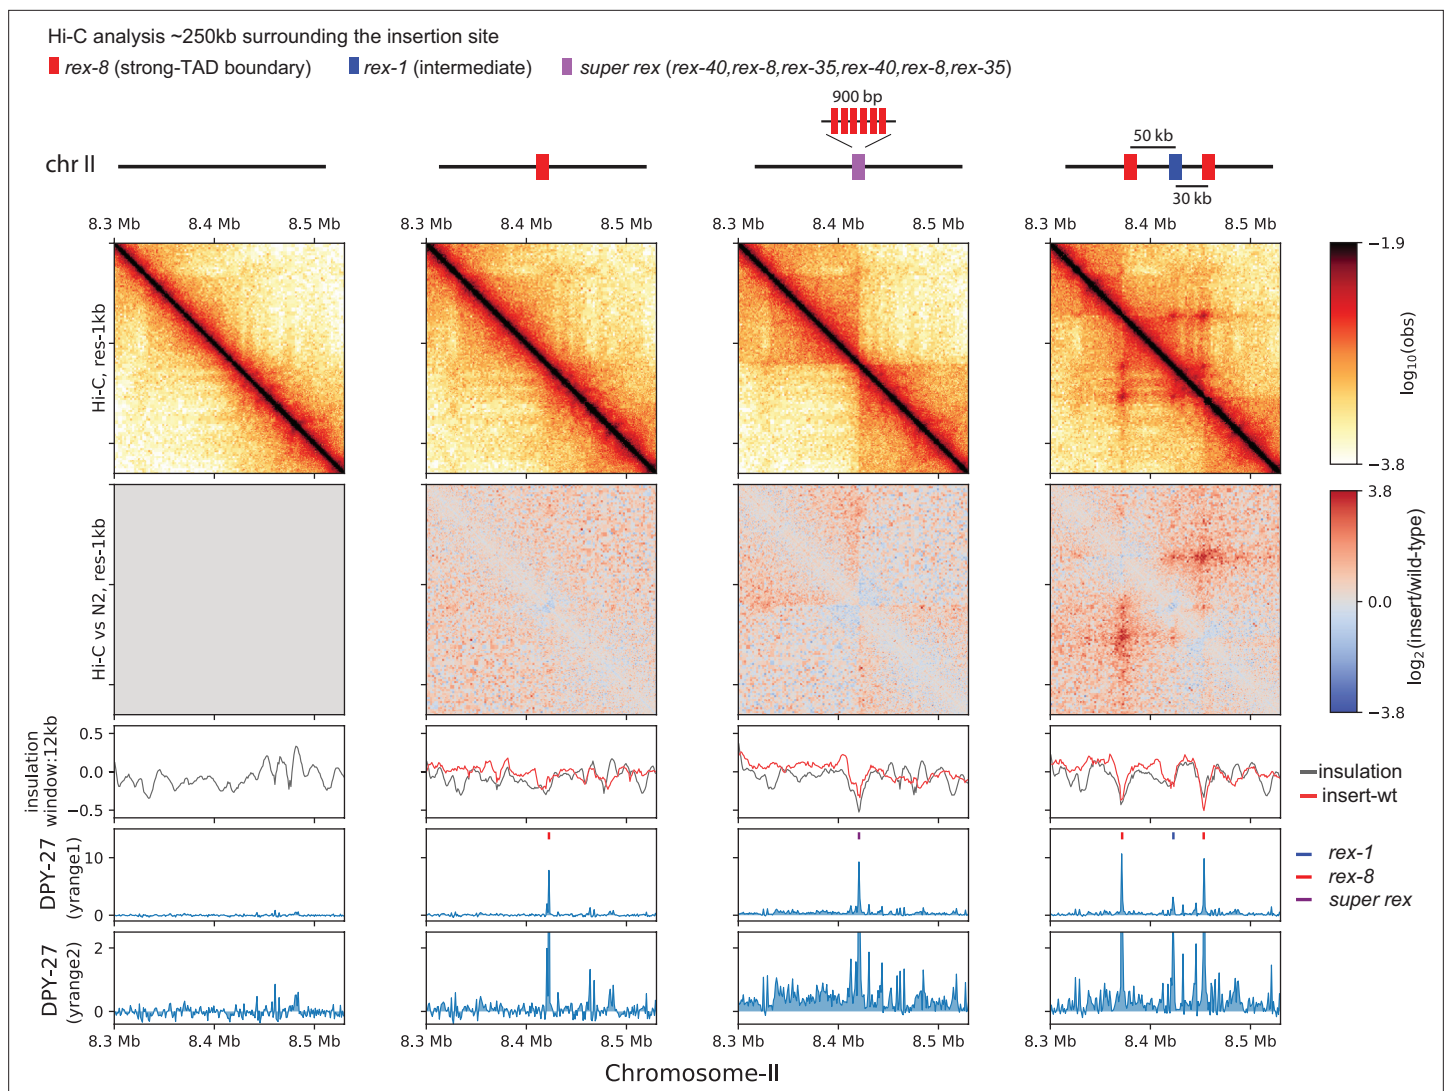 Hi-C analysis ~250kb surrounding the insertion site
rex-8 (strong-TAD boundary) rex-1 (intermediate) super rex (rex-40,rex-8,rex-35,rex-40,rex-8,rex-35)
900 bp
50 kb
chr II
30 kb
8.3 Mb 8.4 Mb 8.5 Mb 8.3 Mb 8.4 Mb 8.5 Mb 8.3 Mb 8.4 Mb 8.5 Mb 8.3 Mb 8.4 Mb 8.5 Mb
Hi-C, res-1kb
−1.9
log10(obs)
−3.8
Hi-C vs N2, res-1kb
3.8
0.0
log2(insert/wild-type)
−3.8
insulation
window:12kb
0.5
0.0
−0.5
insulation
insert-wt
DPY-27
(yrange1)
10
0
rex-1
rex-8
super rex
DPY-27
(yrange2)
2
0
8.3 Mb 8.4 Mb 8.5 Mb 8.3 Mb 8.4 Mb 8.5 Mb 8.3 Mb 8.4 Mb 8.5 Mb 8.3 Mb 8.4 Mb 8.5 Mb
Chromosome-II